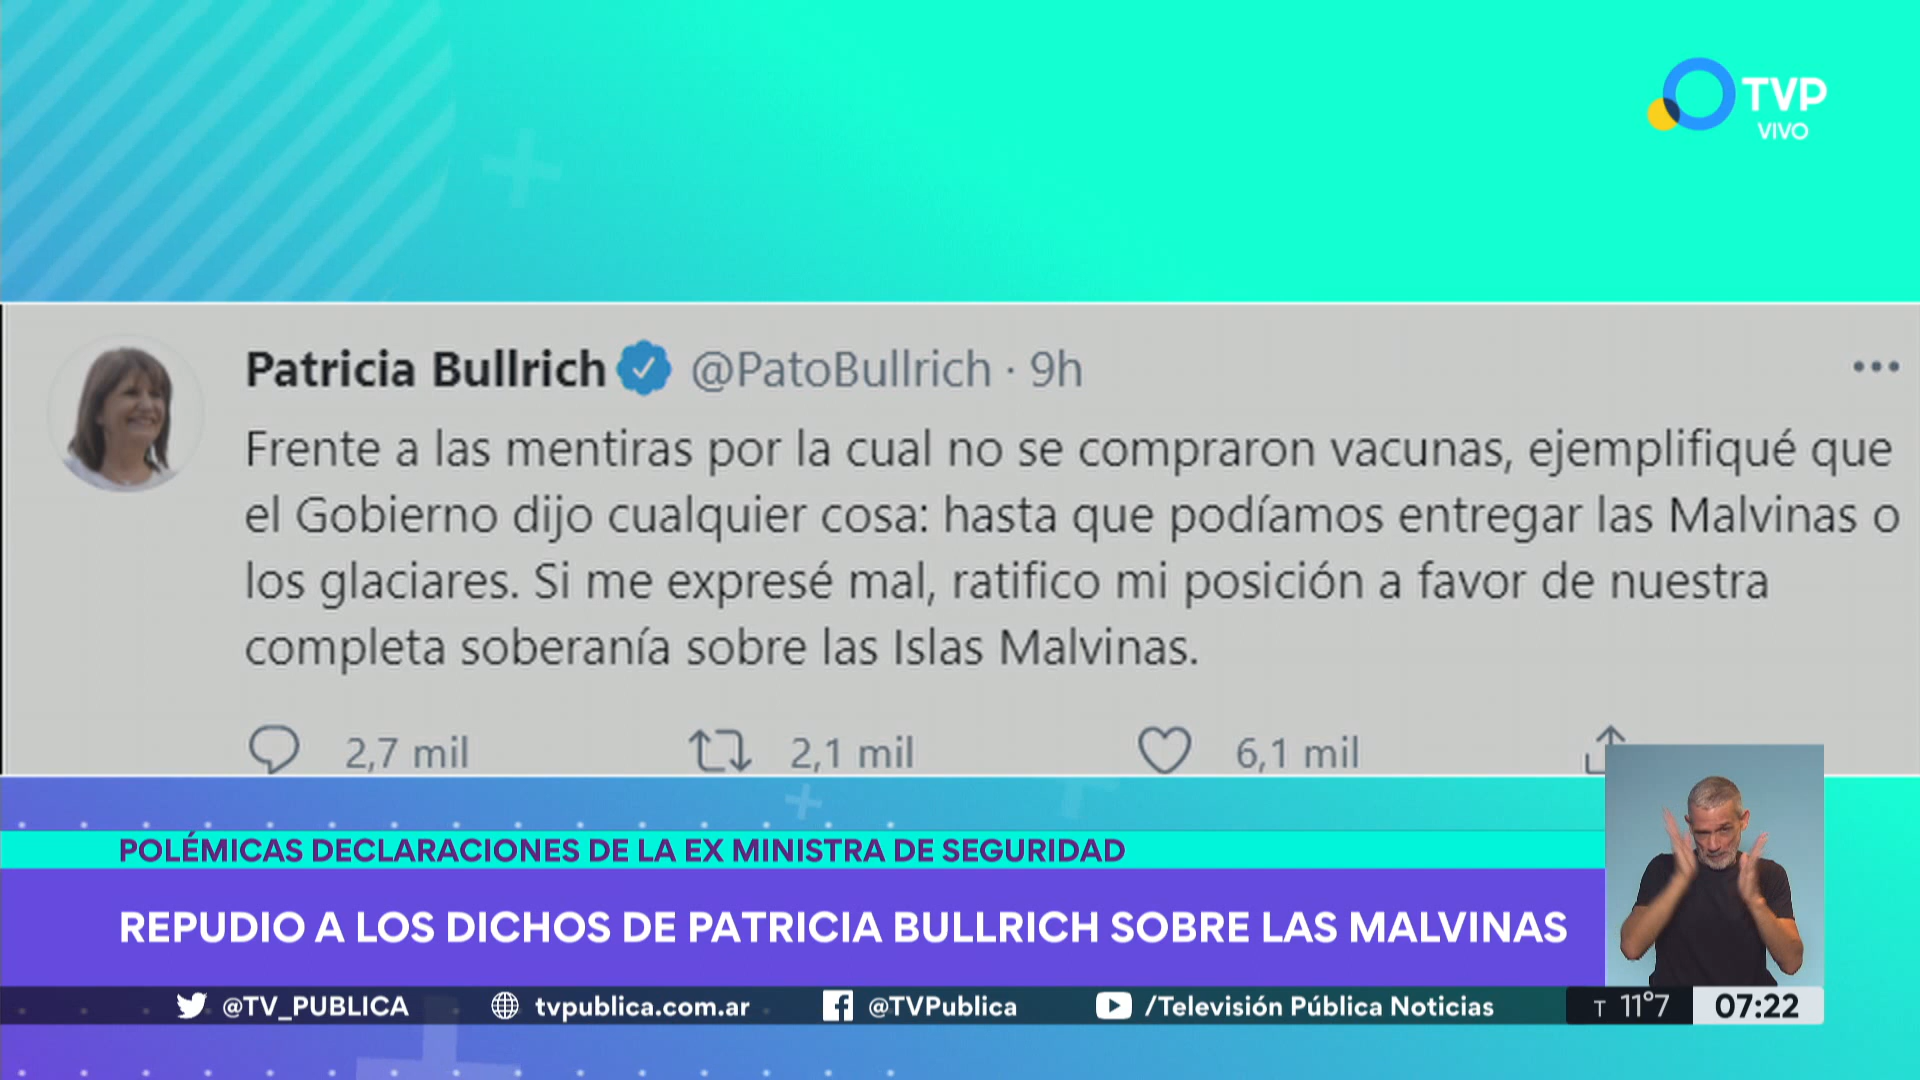 TVP
VIVO
Patricia Bullrich @PatoBullrich · 9h
Frente a las mentiras por la cual no se compraron vacunas, ejemplifiqué que
el Gobierno dijo cualquier cosa: hasta que podíamos entregar las Malvinas o
los glaciares. Si me expresé mal, ratifico mi posición a favor de nuestra
completa soberanía sobre las Islas Malvinas.
2,7 mil 2,1 mil 6,1 mil
POLÉMICAS DECLARACIONES DE LA EX MINISTRA DE SEGURIDAD
REPUDIO A LOS DICHOS DE PATRICIA BULLRICH SOBRE LAS MALVINAS
@TV_PUBLICA tvpublica.com.ar @TVPublica /Televisión Pública Noticias T 11°7 07:22